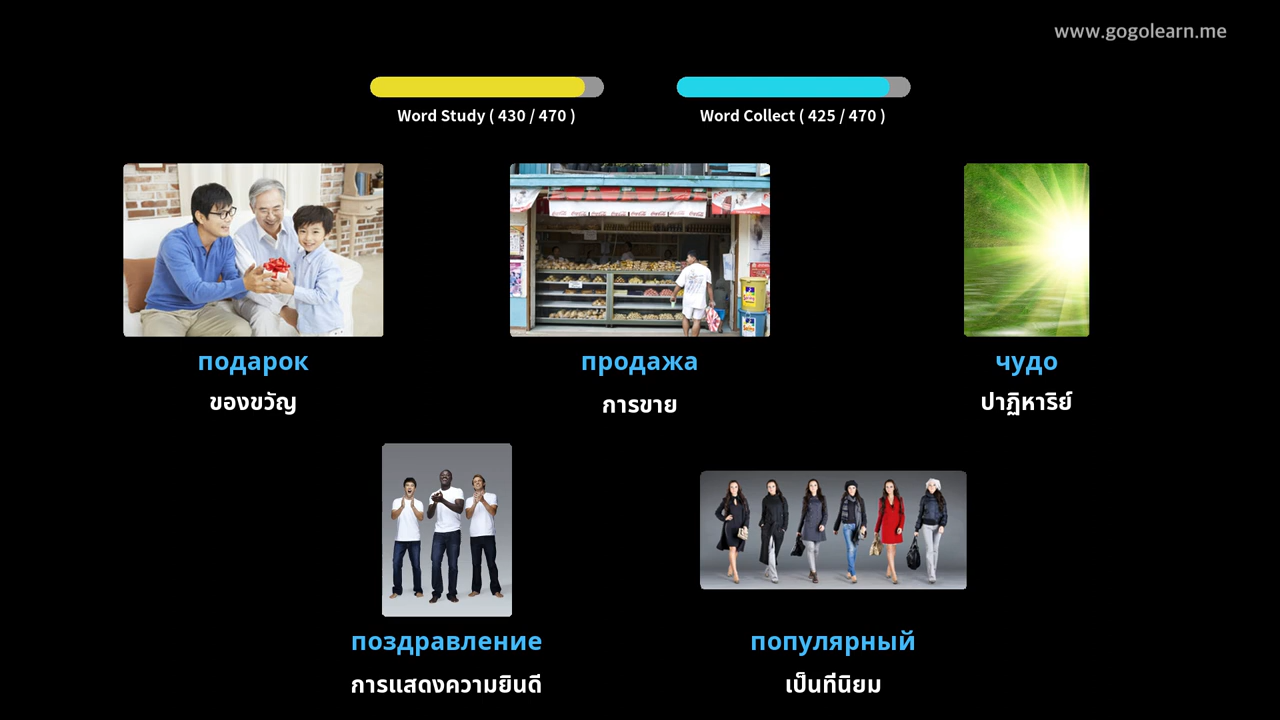 www.gogolearn.me
Word Study ( 430 / 470 )
Word Collect ( 425 / 470 )
подарок
продажа
чудо
ของขวัญ
การขาย
ปาฏิหาริย์
поздравление
популярный
การแสดงความยินดี
เป็นที่นิยม